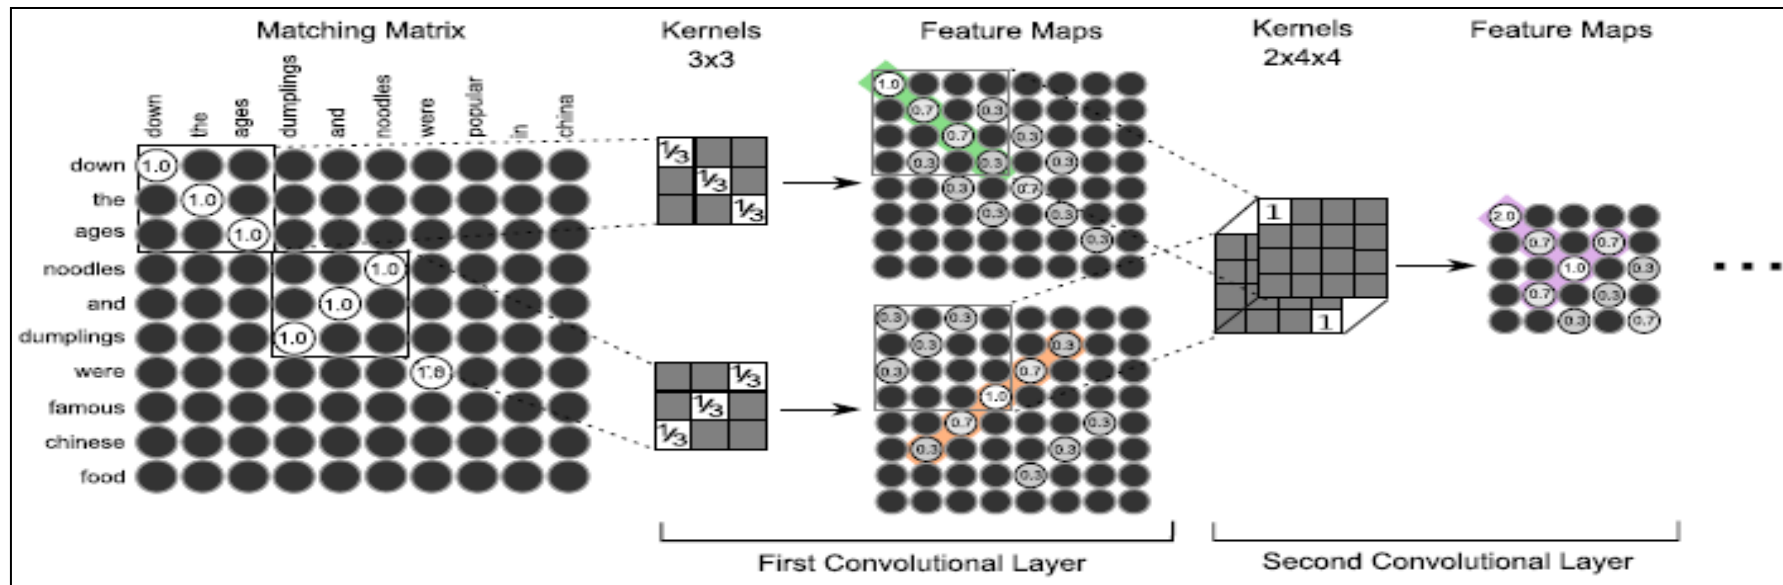 Matching Matrix Kernels Feature Maps Kernels Feature Maps
3x3 2x4x4
down the ages dumplings and noodles were popular in china
down 1.0
the 1.0
ages 1.0
noodles 1.0
and 1.0
dumplings 1.0
were
famous
chinese
food
1/3
1/3
1/3
1/3
1/3
1/3
1.0
0.7 0.3
0.7 0.3
0.3 0.3 0.3
0.3 0.7
0.3 0.3
0.3
0.3 0.3
0.3 0.3
0.3 0.7
1.0
0.7 0.3
0.3 0.3
0.3
1
1
2.0
0.7 0.7
1.0 0.3
0.7 0.3
0.3 0.7
...
First Convolutional Layer Second Convolutional Layer